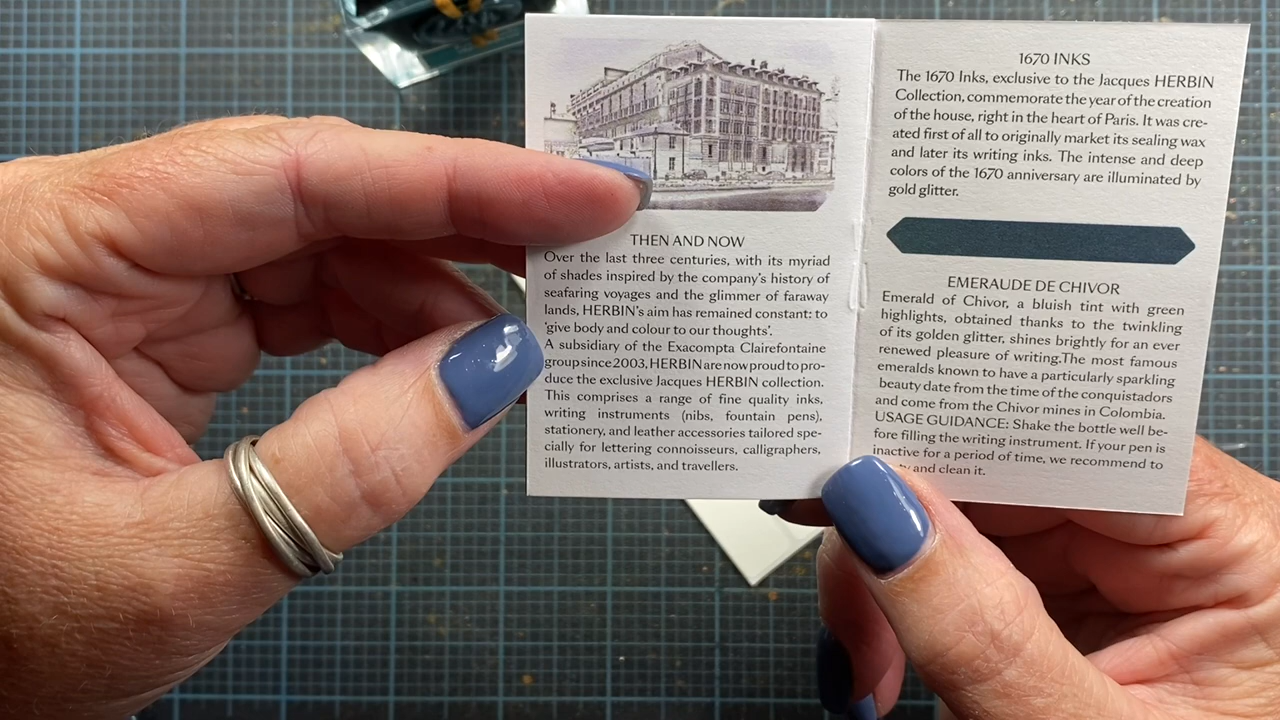 THEN AND NOW
Over the last three centuries, with its myriad
of shades inspired by the company's history of
seafaring voyages and the glimmer of faraway
lands, HERBIN's aim has remained constant: to
'give body and colour to our thoughts'.
A subsidiary of the Exacompta Clairefontaine
group since 2003, HERBIN are now proud to pro-
duce the exclusive Jacques HERBIN collection.
This comprises a range of fine quality inks,
writing instruments (nibs, fountain pens),
stationery, and leather accessories tailored spe-
cially for lettering connoisseurs, calligraphers,
illustrators, artists, and travellers.
1670 INKS
The 1670 Inks, exclusive to the Jacques HERBIN
Collection, commemorate the year of the creation
of the house, right in the heart of Paris. It was cre-
ated first of all to originally market its sealing wax
and later its writing inks. The intense and deep
colors of the 1670 anniversary are illuminated by
gold glitter.
EMERAUDE DE CHIVOR
Emerald of Chivor, a bluish tint with green
highlights, obtained thanks to the twinkling
of its golden glitter, shines brightly for an ever
renewed pleasure of writing.The most famous
emeralds known to have a particularly sparkling
beauty date from the time of the conquistadors
and come from the Chivor mines in Colombia.
USAGE GUIDANCE: Shake the bottle well be-
fore filling the writing instrument. If your pen is
inactive for a period of time, we recommend to
and clean it.